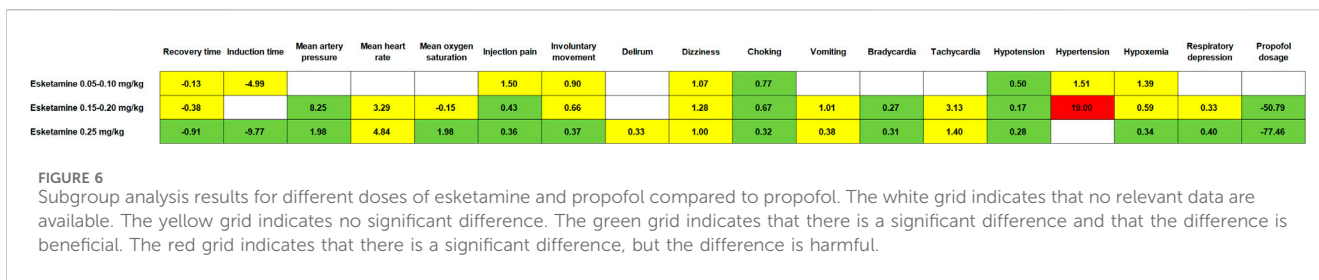 Recovery time Induction time Mean artery pressure Mean heart rate Mean oxygen saturation Injection pain Involuntary movement Delirum Dizziness Choking Vomiting Bradycardia Tachycardia Hypotension Hypertension Hypoxemia Respiratory depression Propofol dosage
Esketamine 0.05-0.10 mg/kg -0.13 -4.99 1.50 0.90 1.07 0.77 0.50 1.51 1.39
Esketamine 0.15-0.20 mg/kg -0.38 8.25 3.29 -0.15 0.43 0.66 1.28 0.67 1.01 0.27 3.13 0.17 19.00 0.59 0.33 -50.79
Esketamine 0.25 mg/kg -0.91 -9.77 1.98 4.84 1.98 0.36 0.37 0.33 1.00 0.32 0.38 0.31 1.40 0.28 0.34 0.40 -77.46
FIGURE 6
Subgroup analysis results for different doses of esketamine and propofol compared to propofol. The white grid indicates that no relevant data are
available. The yellow grid indicates no significant difference. The green grid indicates that there is a significant difference and that the difference is
beneficial. The red grid indicates that there is a significant difference, but the difference is harmful.